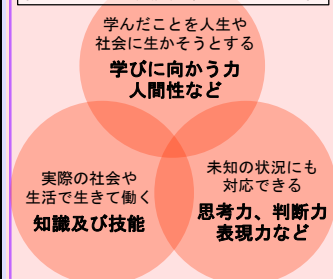 学んだことを人生や
社会に生かそうとする
学びに向かう力
人間性など
実際の社会や
生活で生きて働く
知識及び技能
未知の状況にも
対応できる
思考力、判断力
表現力など